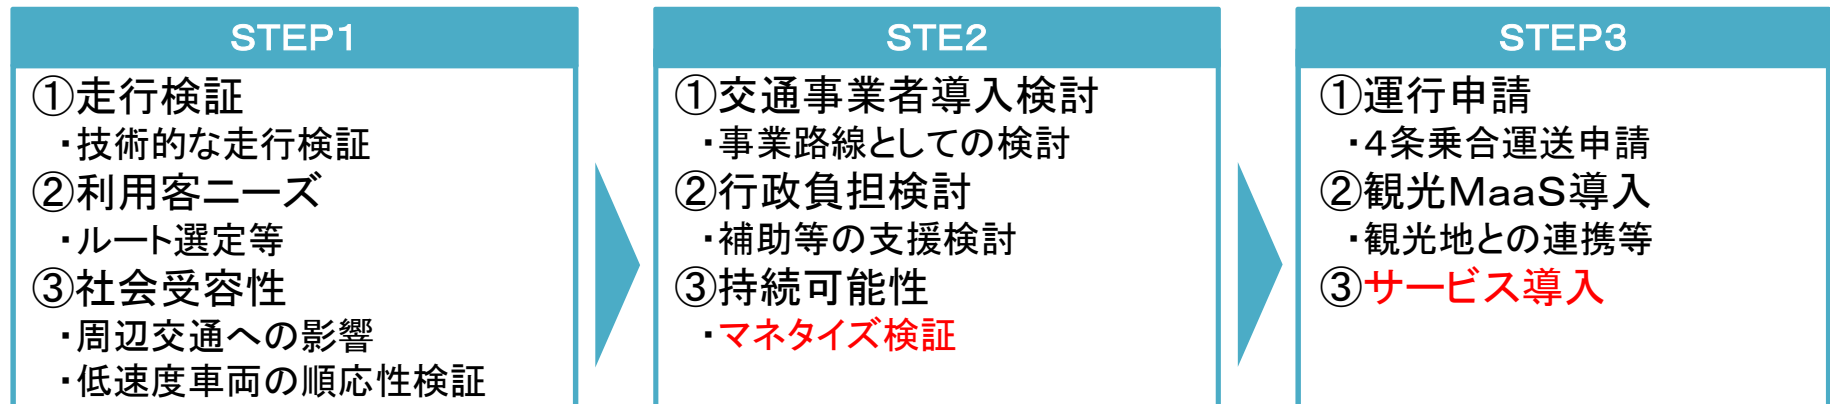 STEP1
①走行検証
・技術的な走行検証
②利用客ニーズ
・ルート選定等
③社会受容性
・周辺交通への影響
・低速度車両の順応性検証
STE2
①交通事業者導入検討
・事業路線としての検討
②行政負担検討
・補助等の支援検討
③持続可能性
・マネタイズ検証
STEP3
①運行申請
・4条乗合運送申請
②観光MaaS導入
・観光地との連携等
③サービス導入